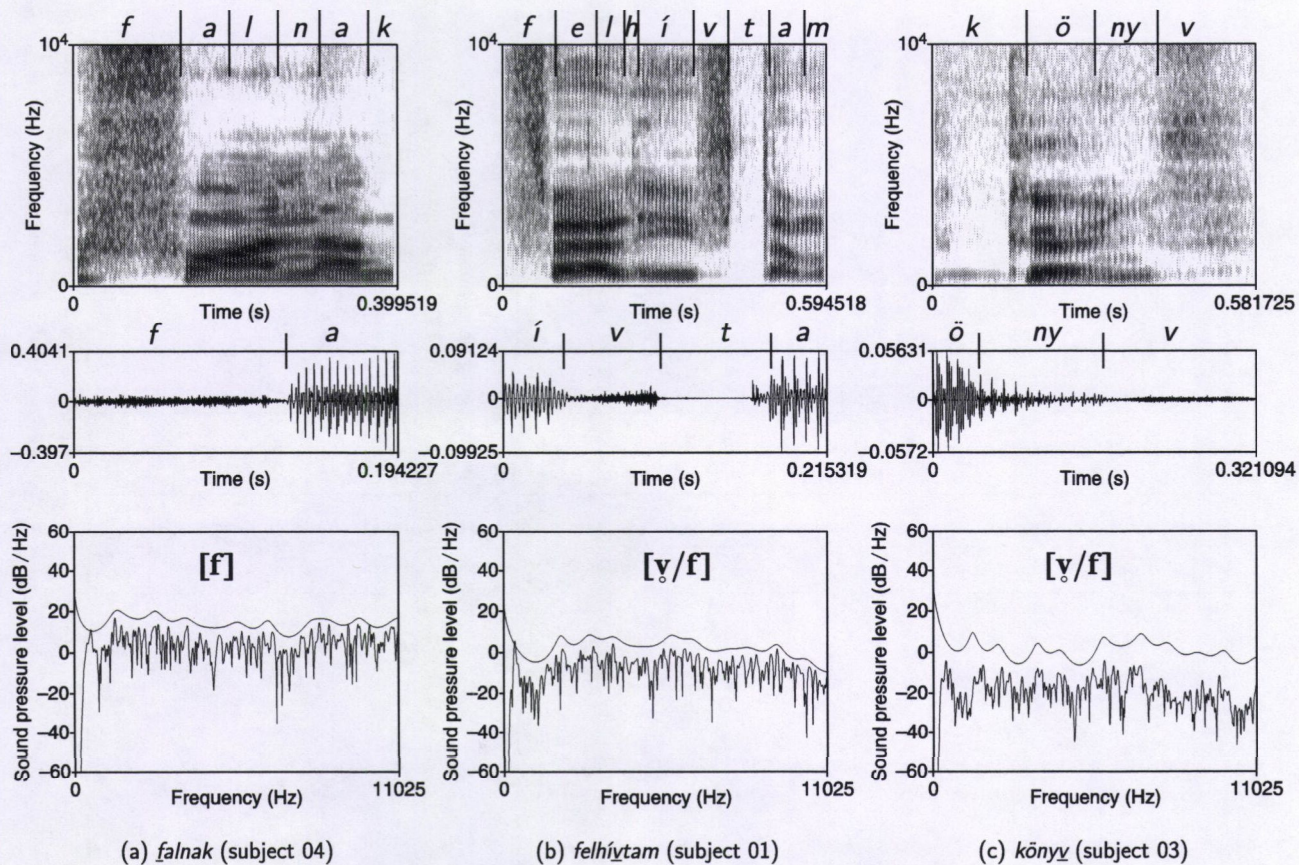 f a l n a k
10⁴
Frequency (Hz)
0
0
0.399519
Time (s)
f e l h í v t a m
10⁴
Frequency (Hz)
0
0
0.594518
Time (s)
k ö ny v
10⁴
Frequency (Hz)
0
0
0.581725
Time (s)
f a
0.4041
0
−0.397
0
0.194227
Time (s)
í v t a
0.09124
0
−0.09925
0
0.215319
Time (s)
ö ny v
0.05631
0
−0.0572
0
0.321094
Time (s)
Sound pressure level (dB / Hz)
60
40
20
0
−20
−40
−60
[f]
0
11025
Frequency (Hz)
Sound pressure level (dB / Hz)
60
40
20
0
−20
−40
−60
[v̥/f]
0
11025
Frequency (Hz)
Sound pressure level (dB / Hz)
60
40
20
0
−20
−40
−60
[v̥/f]
0
11025
Frequency (Hz)
(a) falnak (subject 04)
(b) felhívtam (subject 01)
(c) könyv (subject 03)